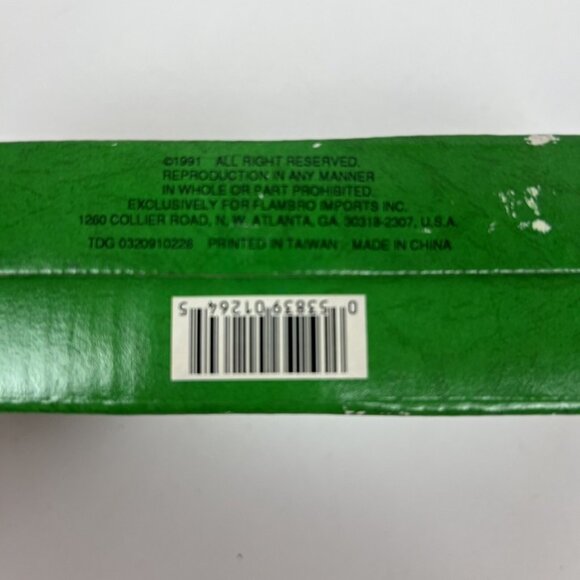 ©1991 ALL RIGHT RESERVED.
REPRODUCTION IN ANY MANNER
IN WHOLE OR PART PROHIBITED.
EXCLUSIVELY FOR FLAMBRO IMPORTS INC.
1260 COLLIER ROAD, N. W. ATLANTA, GA. 30318-2307, U.S.A.
TDG 0320910226 PRINTED IN TAIWAN MADE IN CHINA
0 53839 01264 5